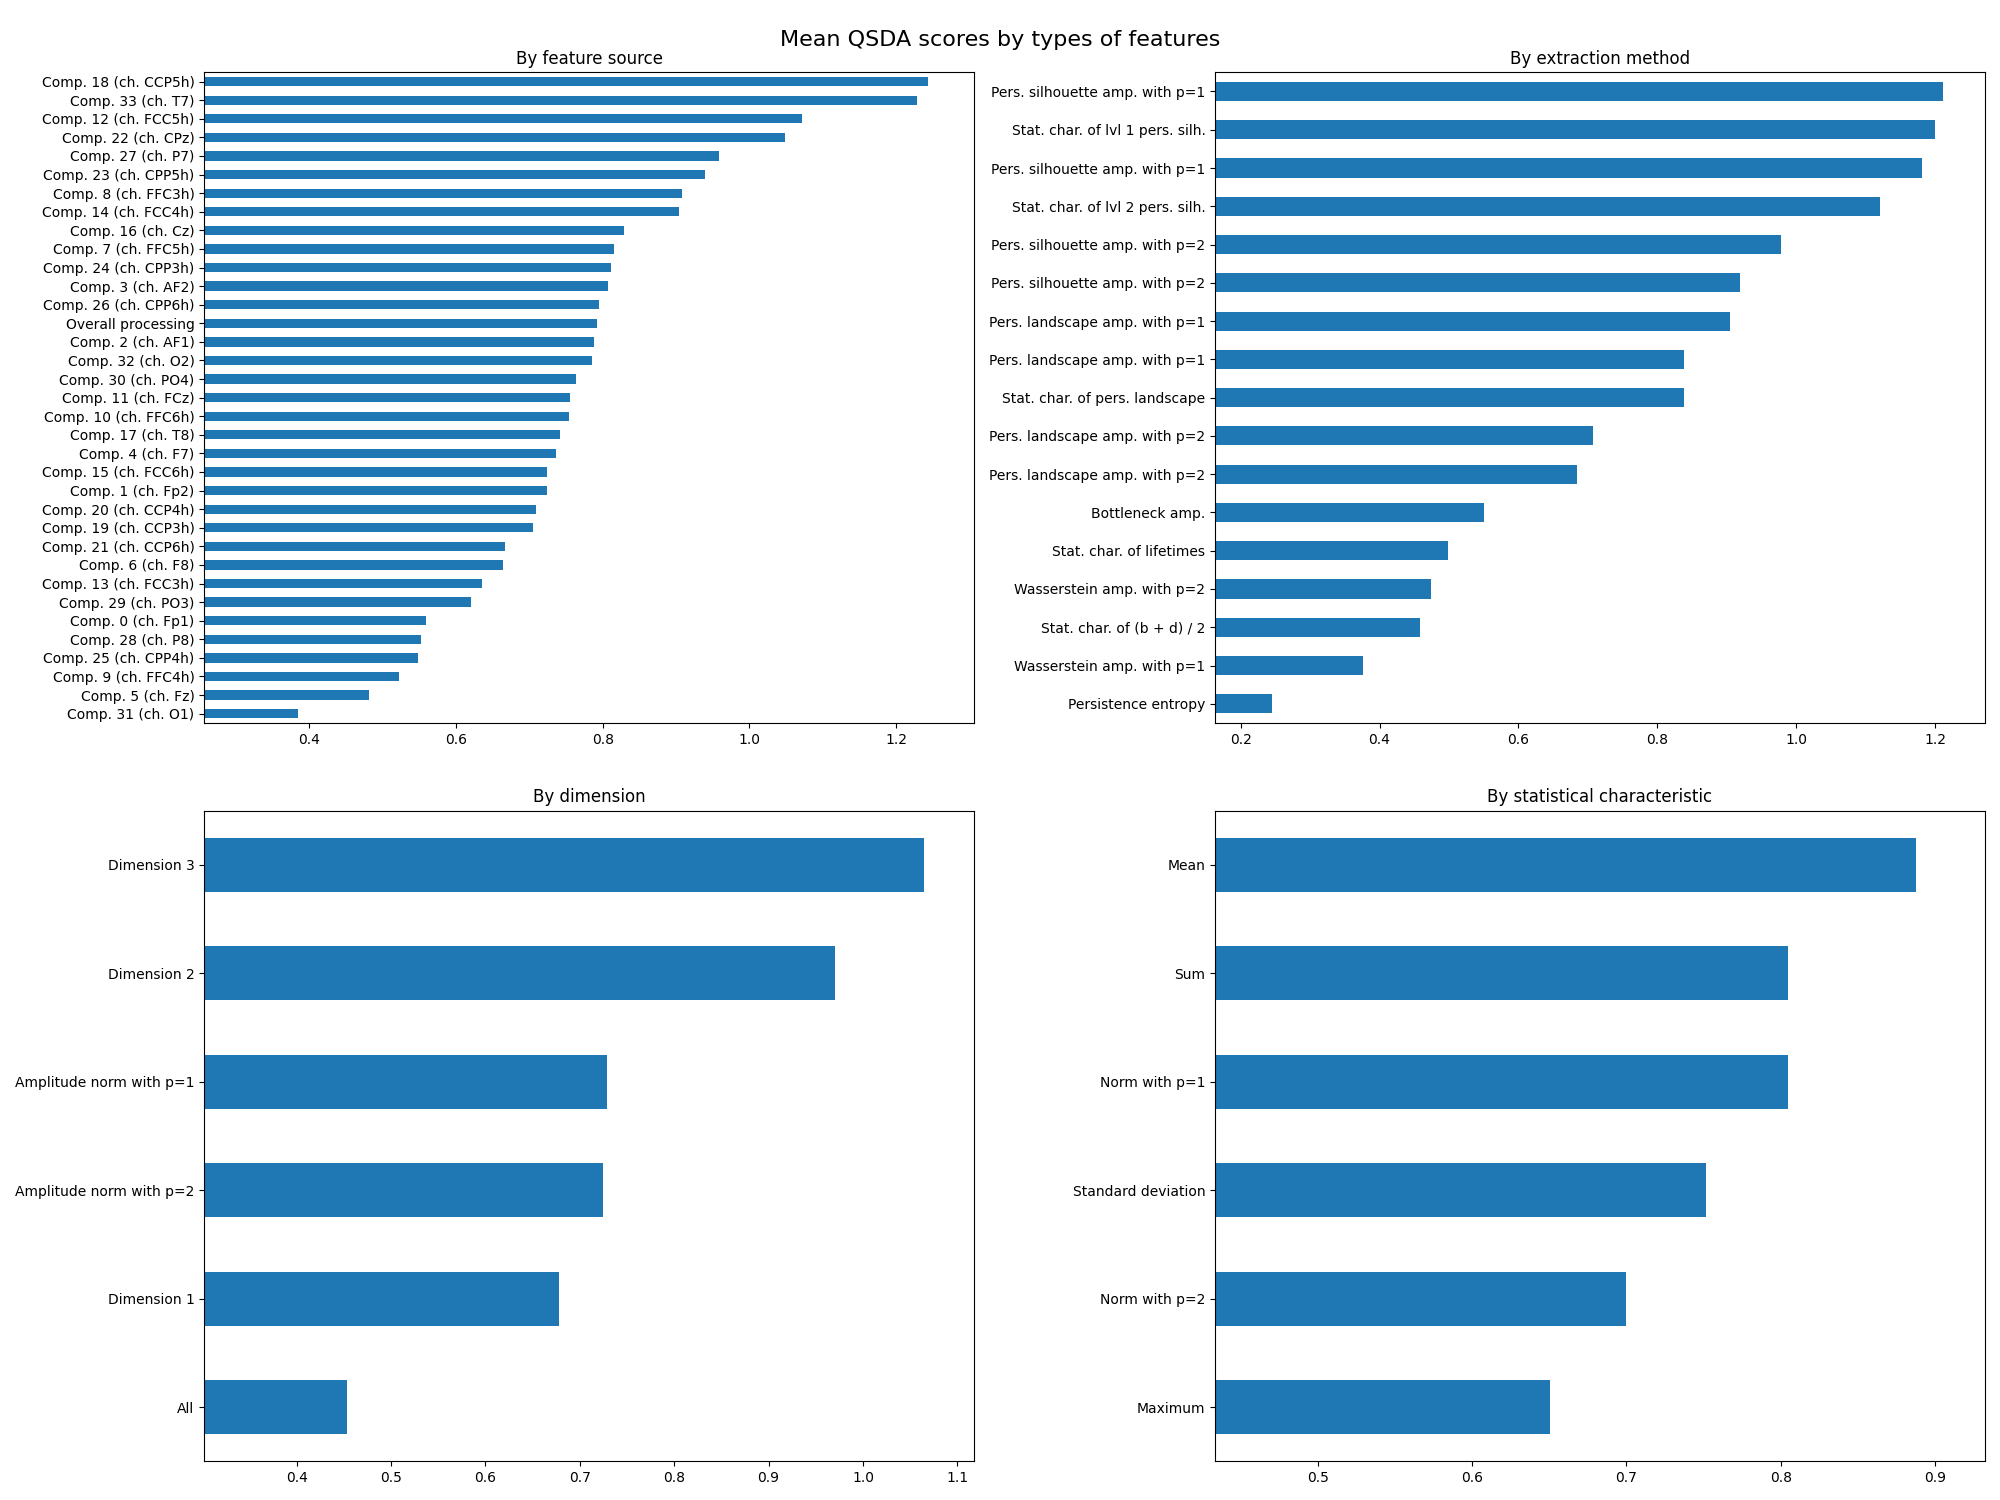 Mean QSDA scores by types of features
By feature source
Comp. 18 (ch. CCP5h)
Comp. 33 (ch. T7)
Comp. 12 (ch. FCC5h)
Comp. 22 (ch. CPz)
Comp. 27 (ch. P7)
Comp. 23 (ch. CPP5h)
Comp. 8 (ch. FFC3h)
Comp. 14 (ch. FCC4h)
Comp. 16 (ch. Cz)
Comp. 7 (ch. FFC5h)
Comp. 24 (ch. CPP3h)
Comp. 3 (ch. AF2)
Comp. 26 (ch. CPP6h)
Overall processing
Comp. 2 (ch. AF1)
Comp. 32 (ch. O2)
Comp. 30 (ch. PO4)
Comp. 11 (ch. FCz)
Comp. 10 (ch. FFC6h)
Comp. 17 (ch. T8)
Comp. 4 (ch. F7)
Comp. 15 (ch. FCC6h)
Comp. 1 (ch. Fp2)
Comp. 20 (ch. CCP4h)
Comp. 19 (ch. CCP3h)
Comp. 21 (ch. CCP6h)
Comp. 6 (ch. F8)
Comp. 13 (ch. FCC3h)
Comp. 29 (ch. PO3)
Comp. 0 (ch. Fp1)
Comp. 28 (ch. P8)
Comp. 25 (ch. CPP4h)
Comp. 9 (ch. FFC4h)
Comp. 5 (ch. Fz)
Comp. 31 (ch. O1)
0.4 0.6 0.8 1.0 1.2
By extraction method
Pers. silhouette amp. with p=1
Stat. char. of lvl 1 pers. silh.
Pers. silhouette amp. with p=1
Stat. char. of lvl 2 pers. silh.
Pers. silhouette amp. with p=2
Pers. silhouette amp. with p=2
Pers. landscape amp. with p=1
Pers. landscape amp. with p=1
Stat. char. of pers. landscape
Pers. landscape amp. with p=2
Pers. landscape amp. with p=2
Bottleneck amp.
Stat. char. of lifetimes
Wasserstein amp. with p=2
Stat. char. of (b + d) / 2
Wasserstein amp. with p=1
Persistence entropy
0.2 0.4 0.6 0.8 1.0 1.2
By dimension
Dimension 3
Dimension 2
Amplitude norm with p=1
Amplitude norm with p=2
Dimension 1
All
0.4 0.5 0.6 0.7 0.8 0.9 1.0 1.1
By statistical characteristic
Mean
Sum
Norm with p=1
Standard deviation
Norm with p=2
Maximum
0.5 0.6 0.7 0.8 0.9